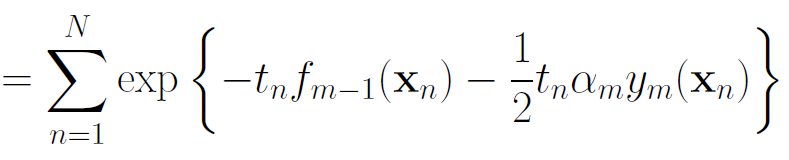 $= \sum_{n=1}^{N} \exp \left\{ -t_n f_{m-1}(\mathbf{x}_n) - \frac{1}{2} t_n \alpha_m y_m(\mathbf{x}_n) \right\}$